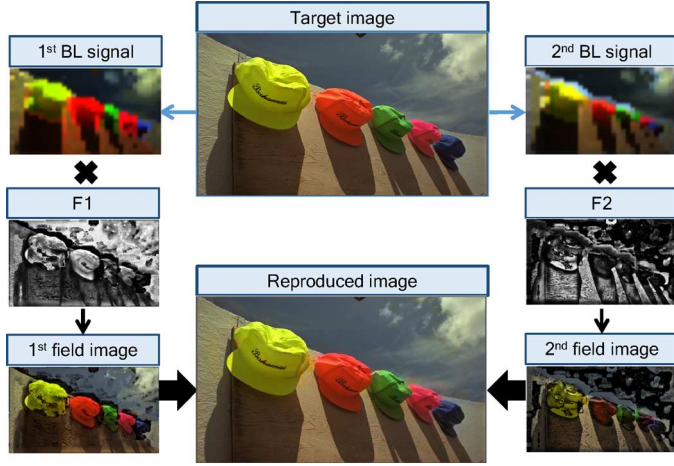 Target image
1st BL signal
2nd BL signal
F1
F2
Reproduced image
1st field image
2nd field image